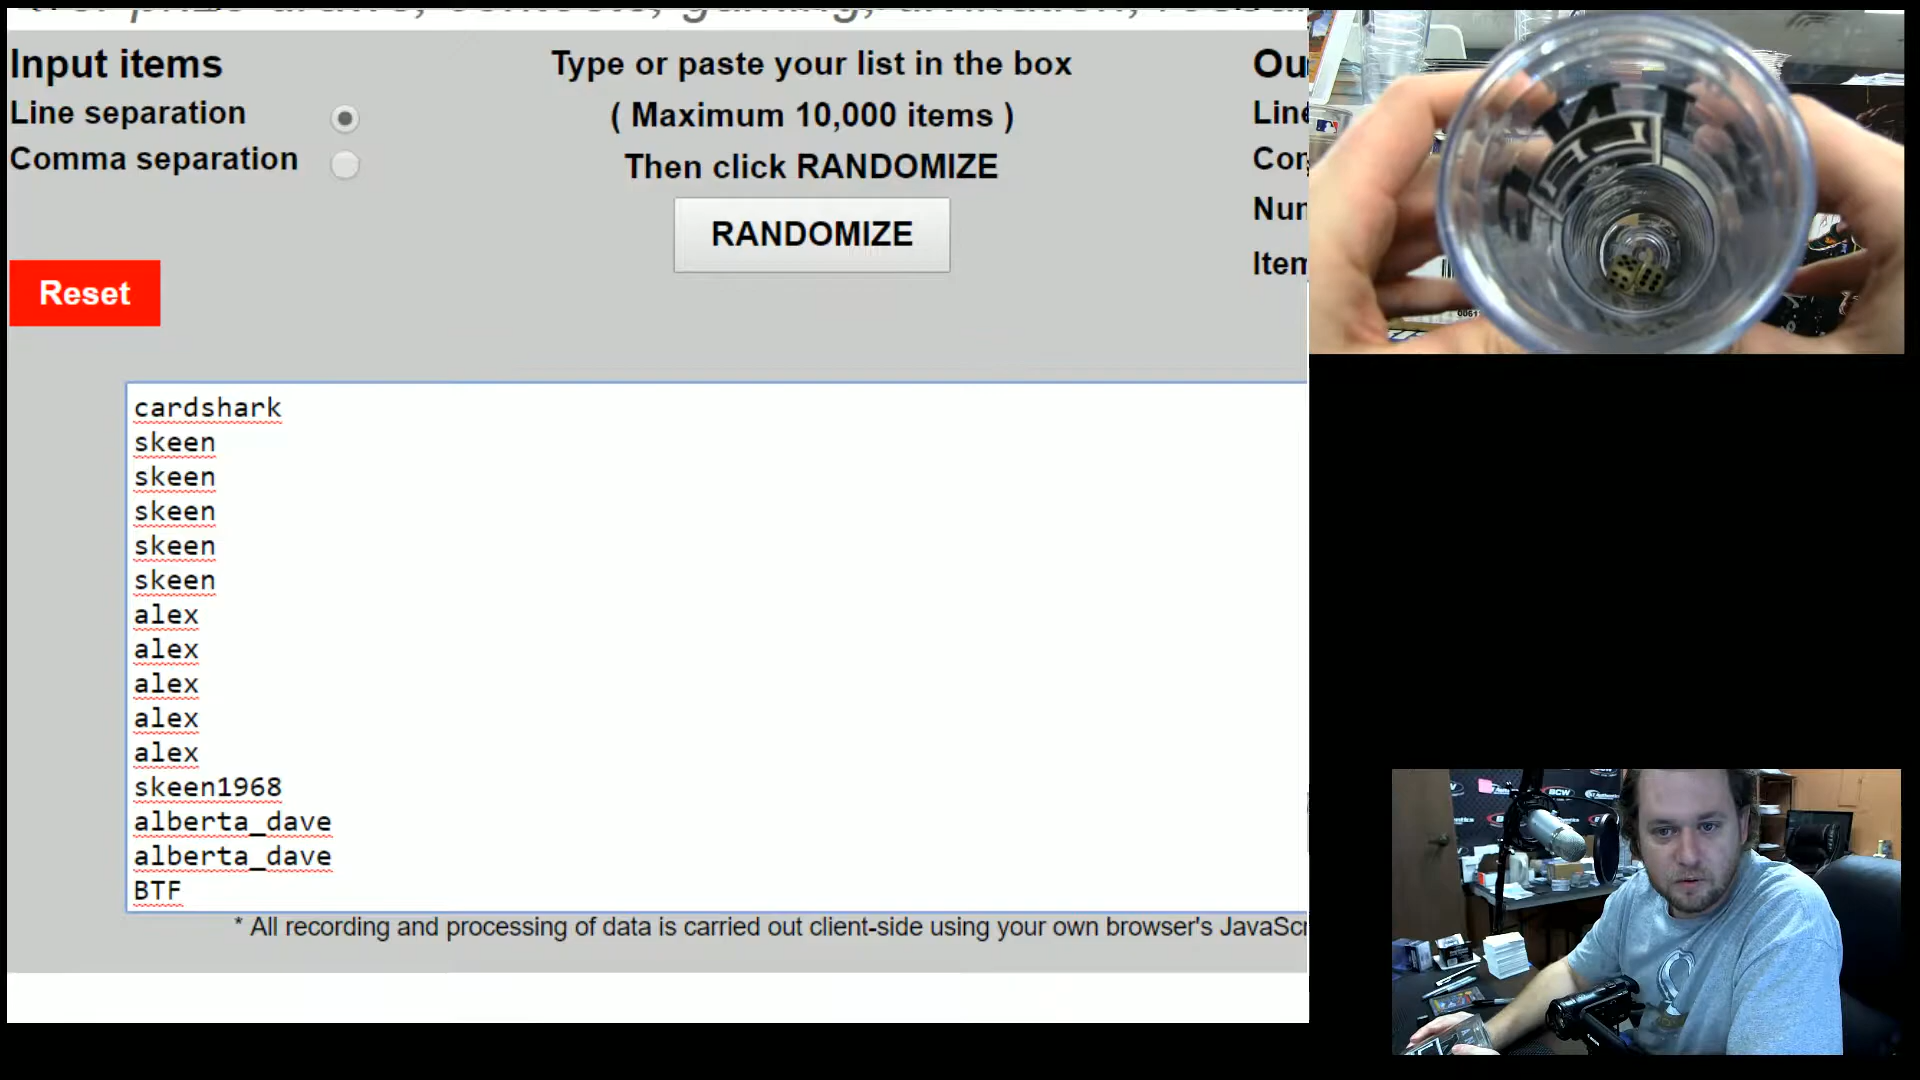 Input items
Line separation
Comma separation
Type or paste your list in the box
( Maximum 10,000 items )
Then click RANDOMIZE
RANDOMIZE
Reset
cardshark
skeen
skeen
skeen
skeen
skeen
alex
alex
alex
alex
alex
skeen1968
alberta_dave
alberta_dave
BTF
* All recording and processing of data is carried out client-side using your own browser's
BCW